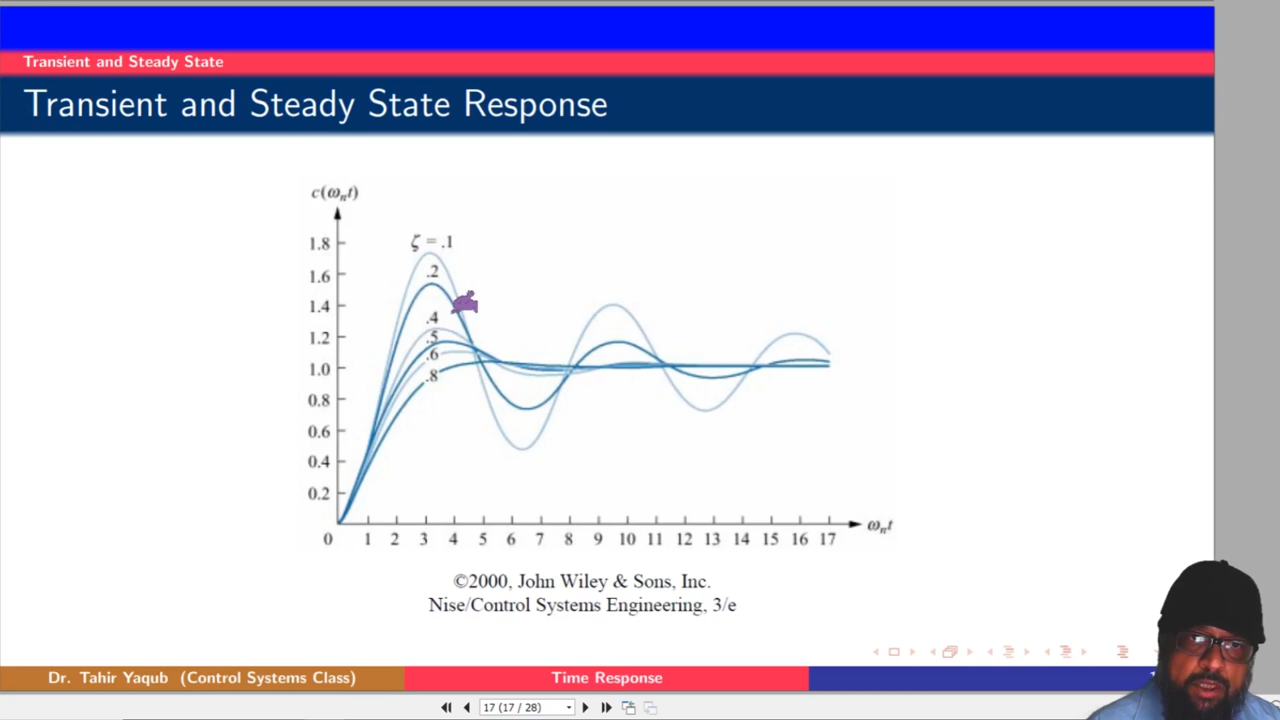 Transient and Steady State
Transient and Steady State Response
c(ωₙt)
1.8
1.6
1.4
1.2
1.0
0.8
0.6
0.4
0.2
ζ = .1
.2
.4
.5
.6
.8
0 1 2 3 4 5 6 7 8 9 10 11 12 13 14 15 16 17
ωₙt
©2000, John Wiley & Sons, Inc.
Nise/Control Systems Engineering, 3/e
Dr. Tahir Yaqub (Control Systems Class) Time Response
17 (17 / 28)